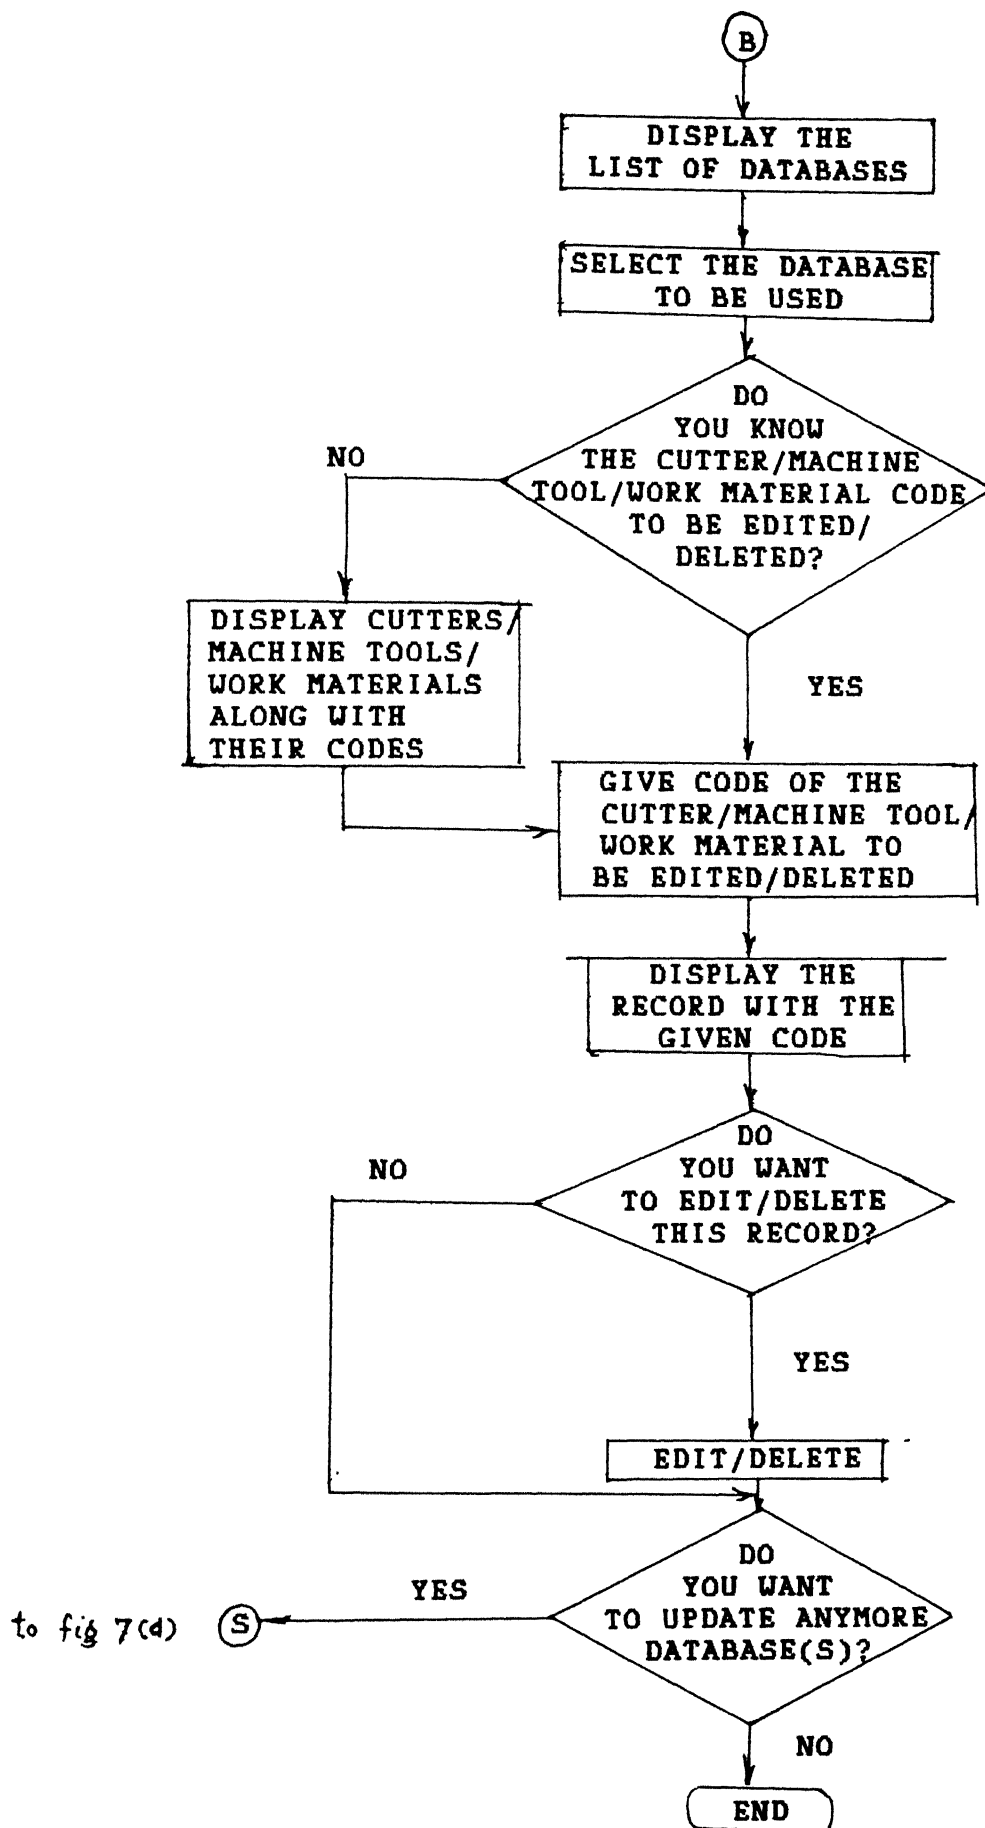 B
DISPLAY THE
LIST OF DATABASES
SELECT THE DATABASE
TO BE USED
DO
YOU KNOW
THE CUTTER/MACHINE
TOOL/WORK MATERIAL CODE
TO BE EDITED/
DELETED?
NO
YES
DISPLAY CUTTERS/
MACHINE TOOLS/
WORK MATERIALS
ALONG WITH
THEIR CODES
GIVE CODE OF THE
CUTTER/MACHINE TOOL/
WORK MATERIAL TO
BE EDITED/DELETED
DISPLAY THE
RECORD WITH THE
GIVEN CODE
DO
YOU WANT
TO EDIT/DELETE
THIS RECORD?
NO
YES
EDIT/DELETE
DO
YOU WANT
TO UPDATE ANYMORE
DATABASE(S)?
YES
S
to fig 7(d)
NO
END